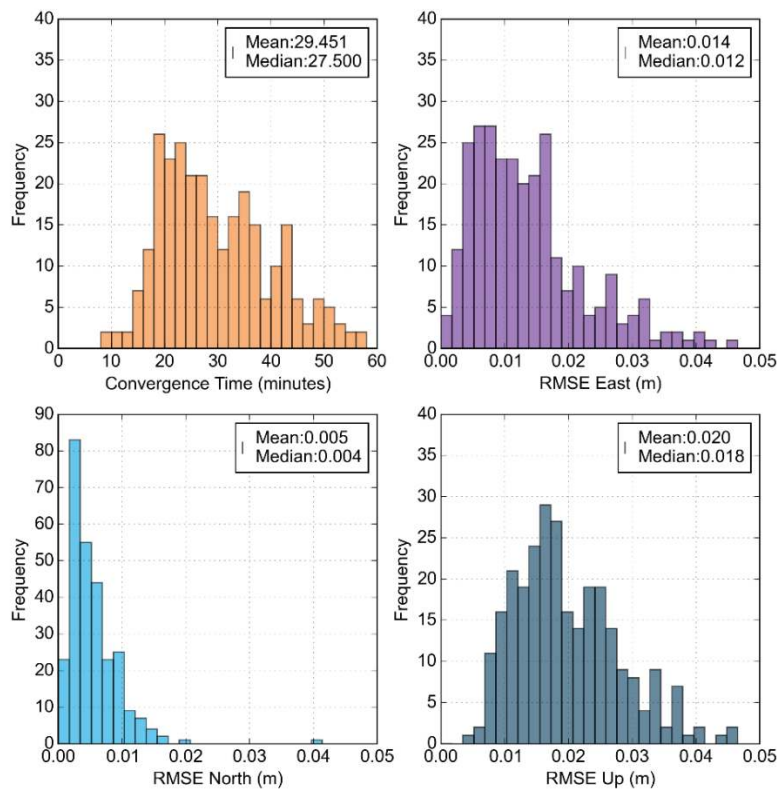 40
35
30
25
20
15
10
5
0
Frequency
Mean:29.451
Median:27.500
0 10 20 30 40 50 60
Convergence Time (minutes)
40
35
30
25
20
15
10
5
0
Frequency
Mean:0.014
Median:0.012
0.00 0.01 0.02 0.03 0.04 0.05
RMSE East (m)
90
80
70
60
50
40
30
20
10
0
Frequency
Mean:0.005
Median:0.004
0.00 0.01 0.02 0.03 0.04 0.05
RMSE North (m)
40
35
30
25
20
15
10
5
0
Frequency
Mean:0.020
Median:0.018
0.00 0.01 0.02 0.03 0.04 0.05
RMSE Up (m)